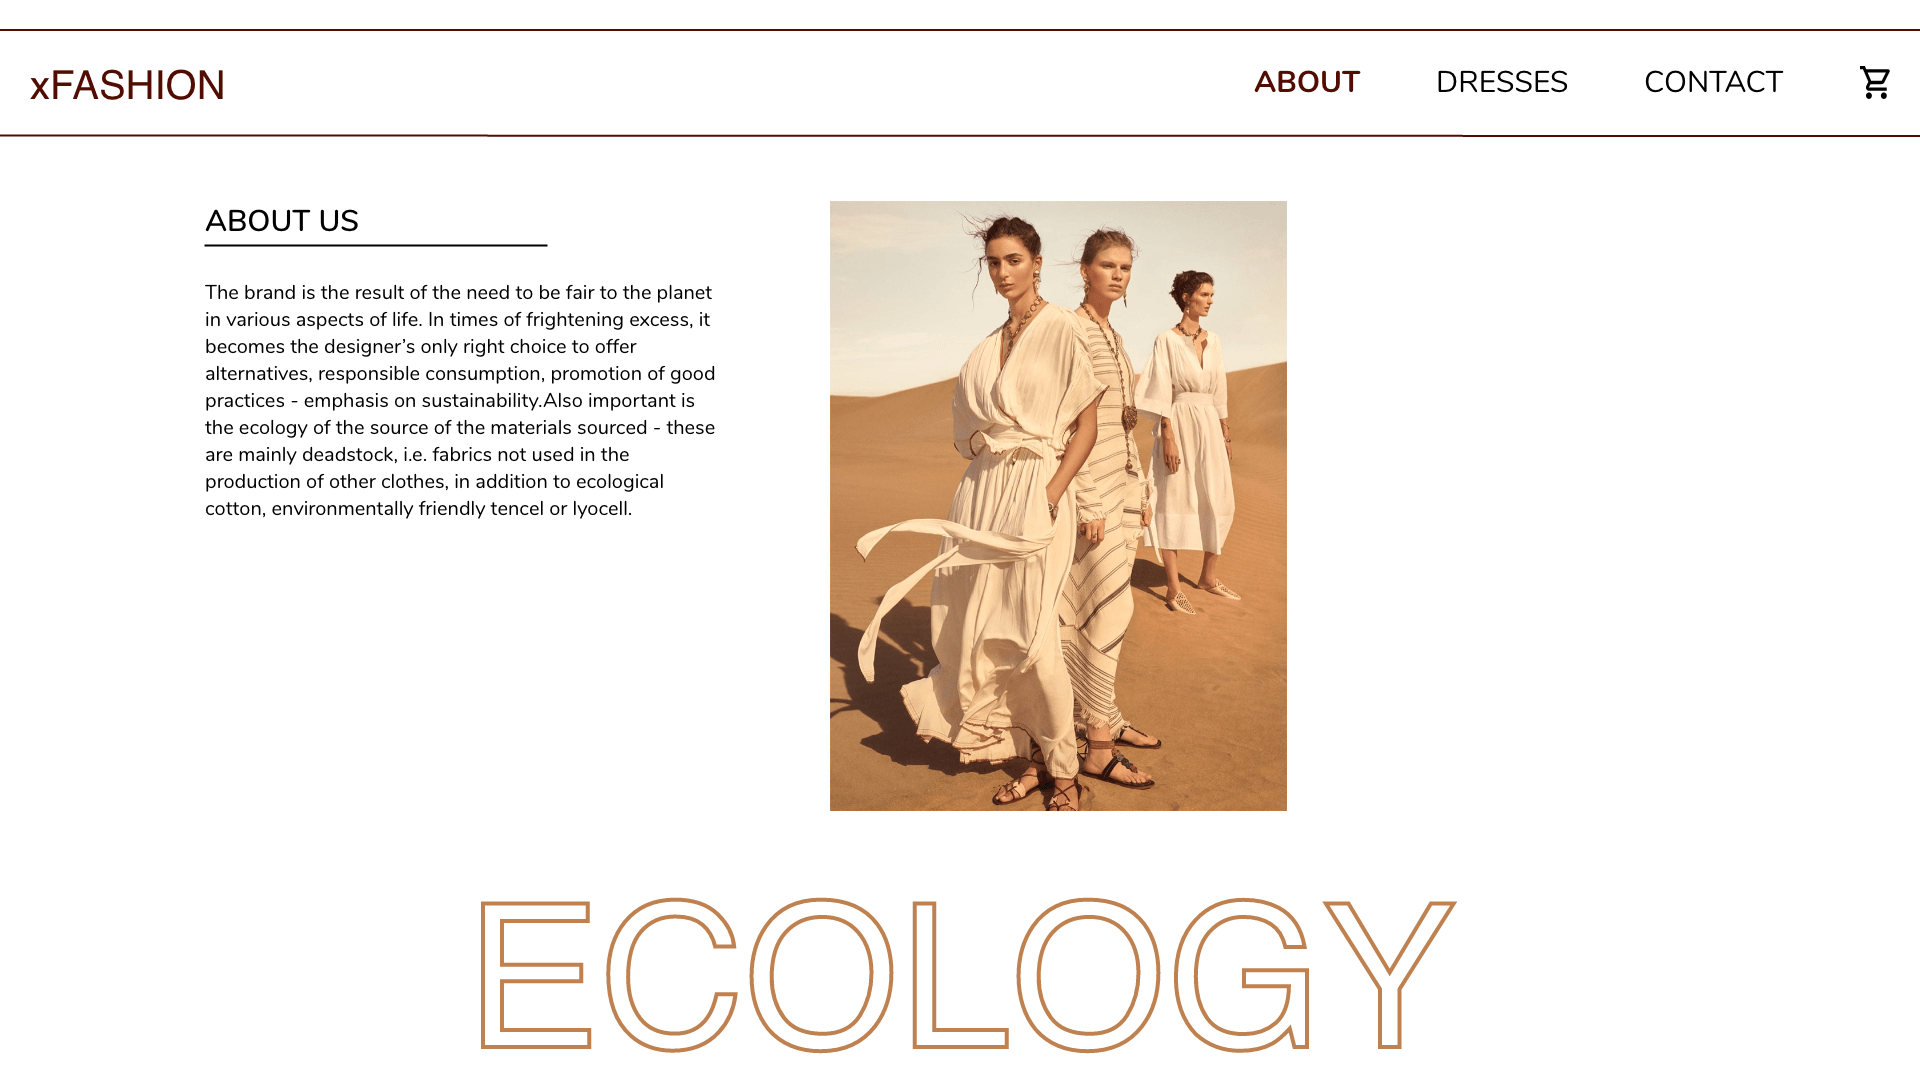 xFASHION
ABOUT
DRESSES
CONTACT
ABOUT US
The brand is the result of the need to be fair to the planet
in various aspects of life. In times of frightening excess, it
becomes the designer’s only right choice to offer
alternatives, responsible consumption, promotion of good
practices - emphasis on sustainability.Also important is
the ecology of the source of the materials sourced - these
are mainly deadstock, i.e. fabrics not used in the
production of other clothes, in addition to ecological
cotton, environmentally friendly tencel or lyocell.
ECOLOGY